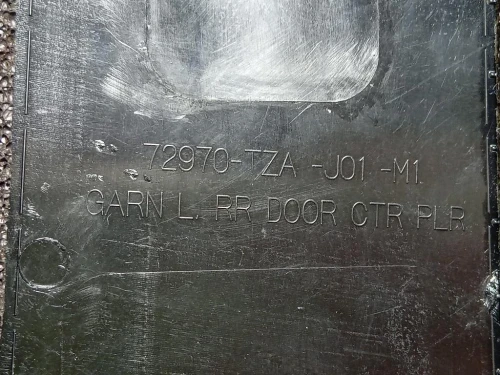 72970-TZA -J01 -M1
GARN L. RR DOOR CTR PLR